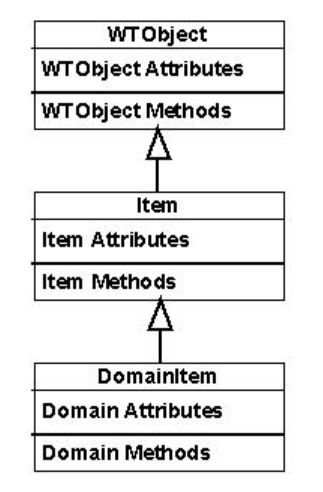 WTObject
WTObject Attributes
WTObject Methods
Item
Item Attributes
Item Methods
DomainItem
Domain Attributes
Domain Methods